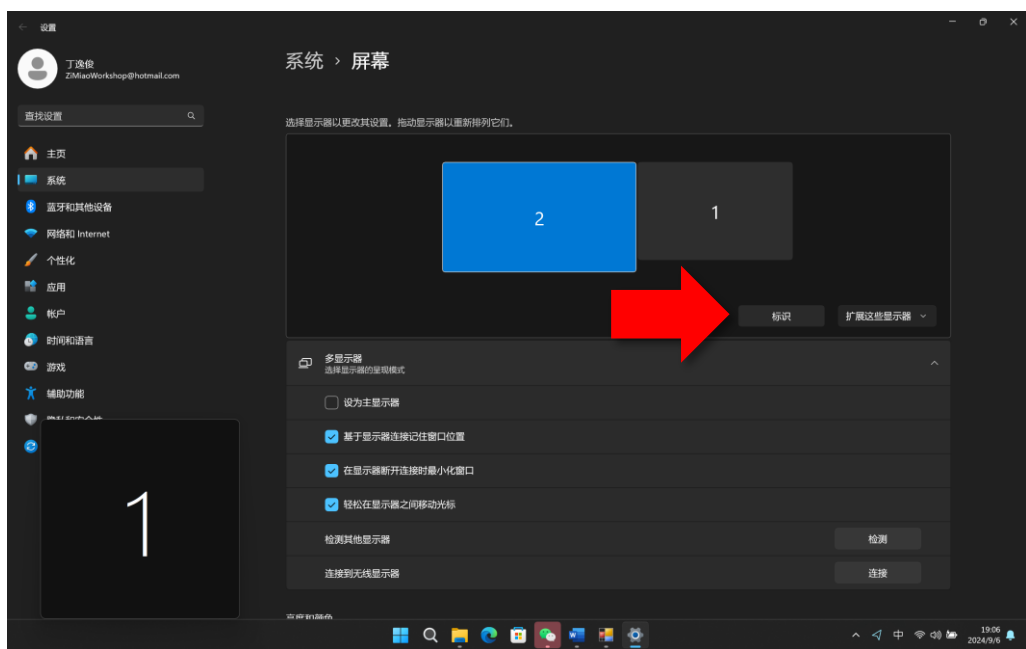 设置
丁逸俊
ZiMiaoWorkshop@hotmail.com
查找设置
主页
系统
蓝牙和其他设备
网络和 Internet
个性化
应用
帐户
时间和语言
游戏
辅助功能
系统 › 屏幕
选择显示器以更改其设置。拖动显示器以重新排列它们。
2
1
标识
扩展这些显示器
多显示器
选择显示器的呈现模式
设为主显示器
基于显示器连接记住窗口位置
在显示器断开连接时最小化窗口
轻松在显示器之间移动光标
检测其他显示器
检测
连接到无线显示器
连接
1
中
19:06
2024/9/6